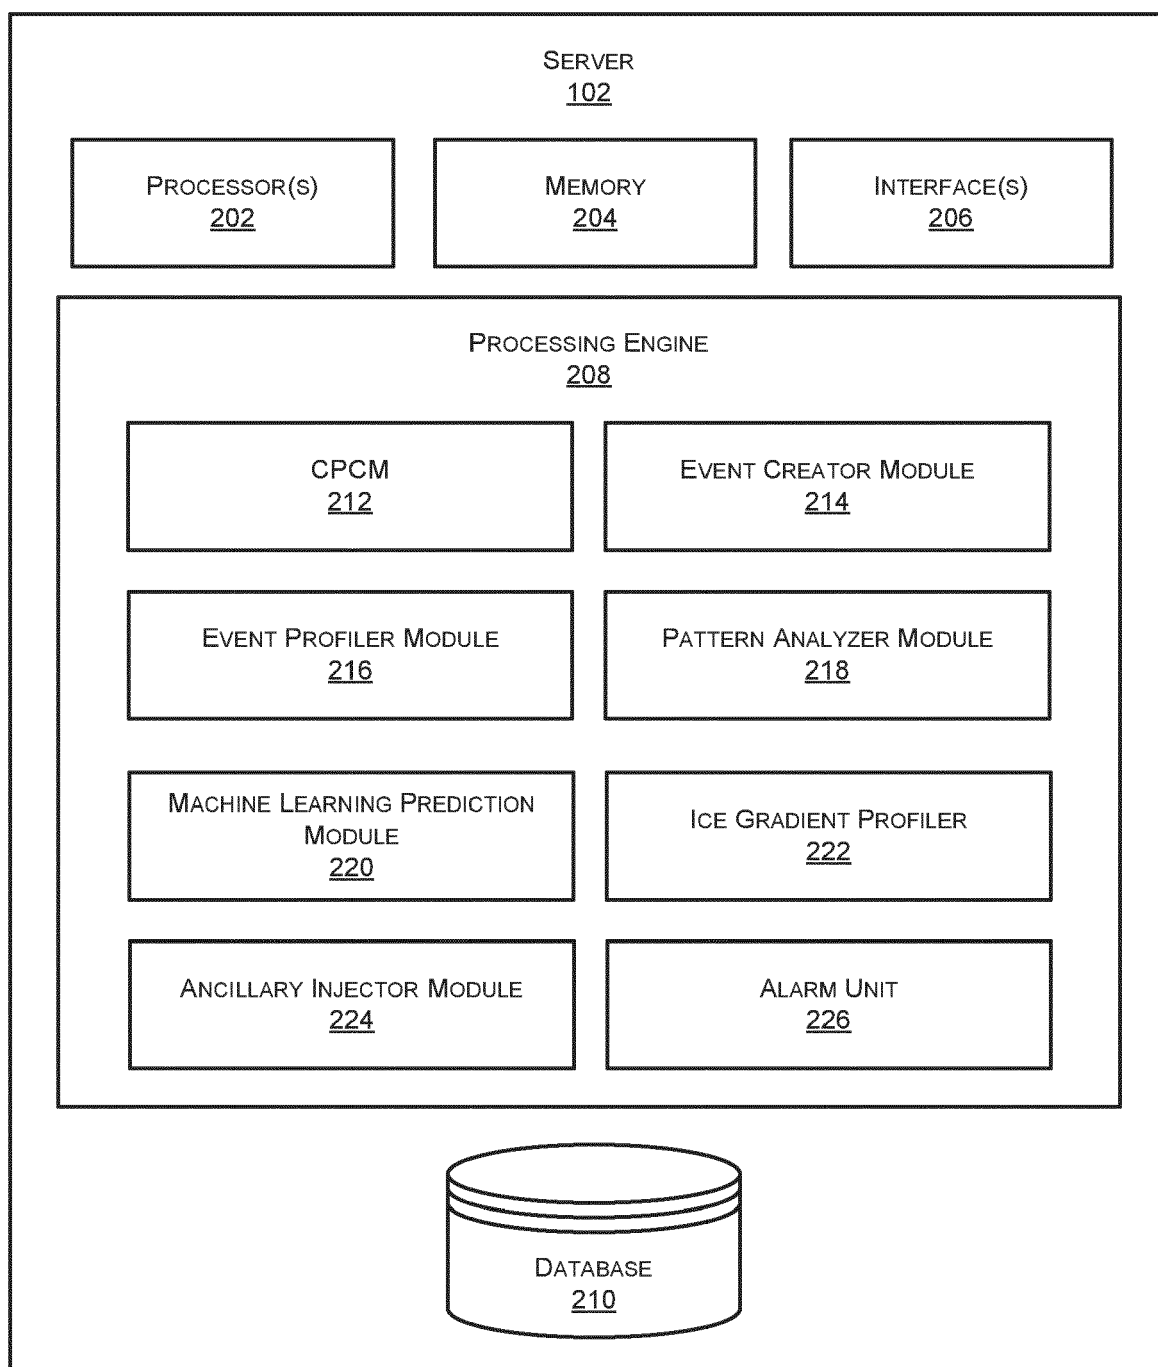 SERVER
102
PROCESSOR(S)
202
MEMORY
204
INTERFACE(S)
206
PROCESSING ENGINE
208
CPCM
212
EVENT CREATOR MODULE
214
EVENT PROFILER MODULE
216
PATTERN ANALYZER MODULE
218
MACHINE LEARNING PREDICTION
MODULE
220
ICE GRADIENT PROFILER
222
ANCILLARY INJECTOR MODULE
224
ALARM UNIT
226
DATABASE
210